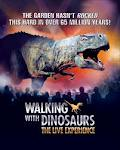 THE GARDEN HASN'T ROCKED
THIS HARD IN OVER 65 MILLION YEARS!
WALKING
WITH DINOSAURS
THE LIVE EXPERIENCE